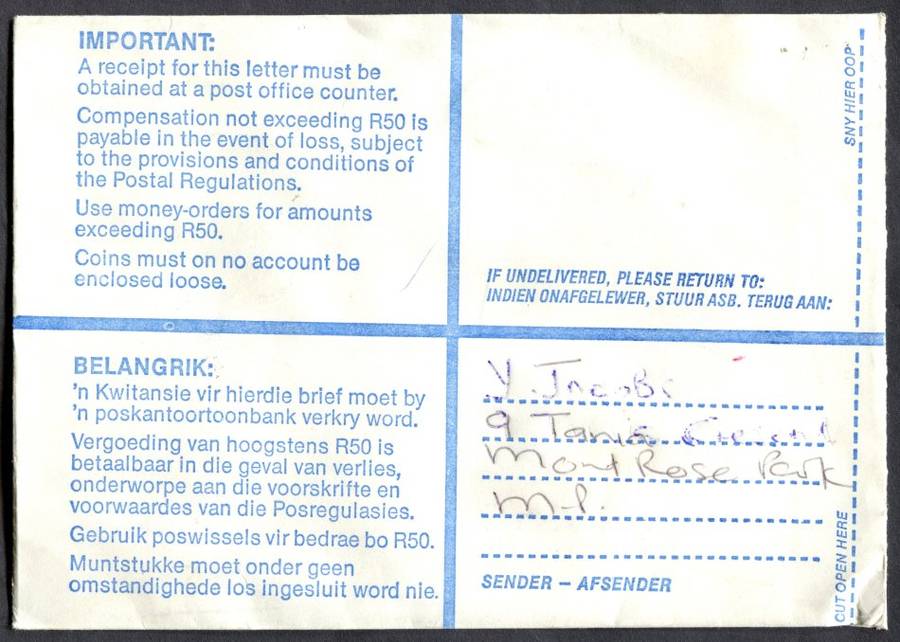 IMPORTANT:
A receipt for this letter must be
obtained at a post office counter.
Compensation not exceeding R50 is
payable in the event of loss, subject
to the provisions and conditions of
the Postal Regulations.
Use money-orders for amounts
exceeding R50.
Coins must on no account be
enclosed loose.
SNY HIER OOP
IF UNDELIVERED, PLEASE RETURN TO:
INDIEN ONAFGELEWER, STUUR ASB. TERUG AAN:
BELANGRIK:
'n Kwitansie vir hierdie brief moet by
'n poskantoortoonbank verkry word.
Vergoeding van hoogstens R50 is
betaalbaar in die geval van verlies,
onderworpe aan die voorskrifte en
voorwaardes van die Posregulasies.
Gebruik poswissels vir bedrae bo R50.
Muntstukke moet onder geen
omstandighede los ingesluit word nie.
Y. Jacobs
9 Tania Crescent
Mont Rose Park
M.P.
SENDER – AFSENDER
CUT OPEN HERE